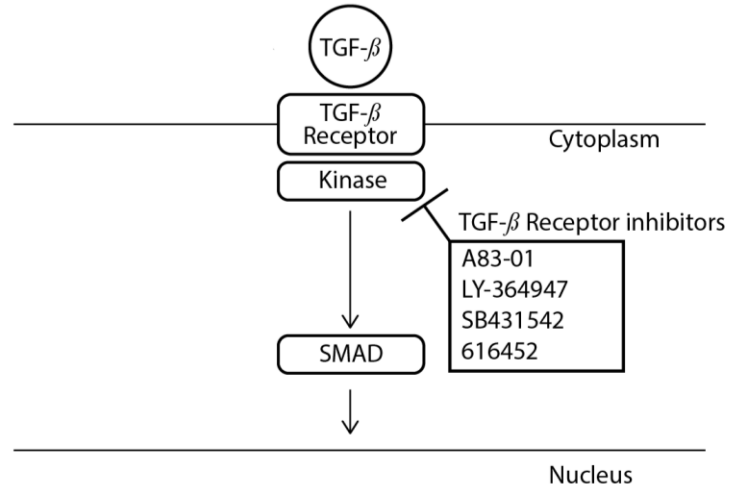 TGF-β
TGF-β
Receptor
Cytoplasm
Kinase
TGF-β Receptor inhibitors
A83-01
LY-364947
SB431542
616452
SMAD
Nucleus